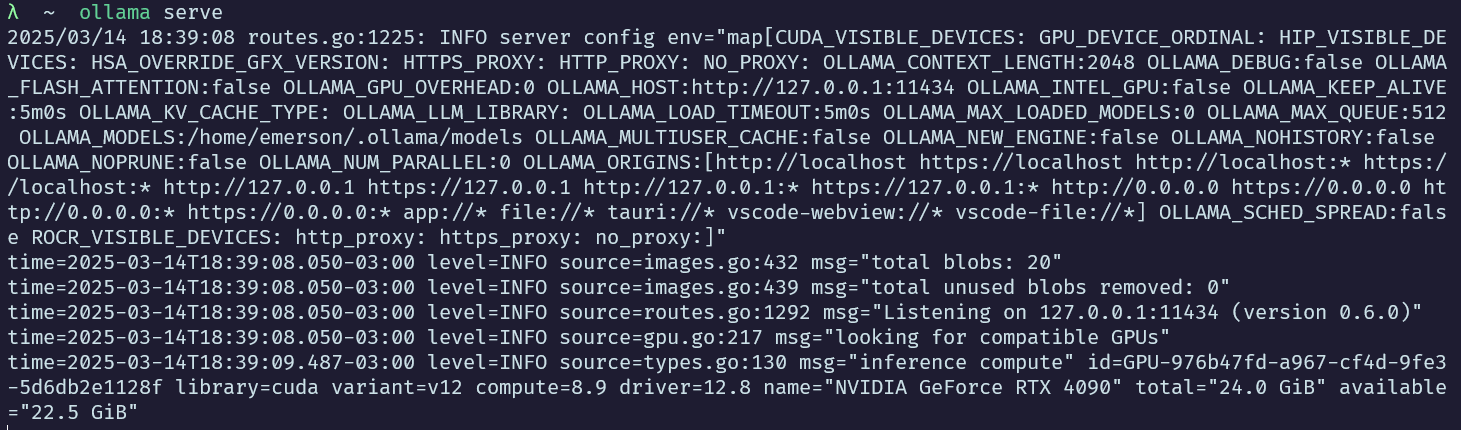 λ  ~  ollama serve
2025/03/14 18:39:08 routes.go:1225: INFO server config env="map[CUDA_VISIBLE_DEVICES: GPU_DEVICE_ORDINAL: HIP_VISIBLE_DE
VICES: HSA_OVERRIDE_GFX_VERSION: HTTPS_PROXY: HTTP_PROXY: NO_PROXY: OLLAMA_CONTEXT_LENGTH:2048 OLLAMA_DEBUG:false OLLAMA
_FLASH_ATTENTION:false OLLAMA_GPU_OVERHEAD:0 OLLAMA_HOST:http://127.0.0.1:11434 OLLAMA_INTEL_GPU:false OLLAMA_KEEP_ALIVE
:5m0s OLLAMA_KV_CACHE_TYPE: OLLAMA_LLM_LIBRARY: OLLAMA_LOAD_TIMEOUT:5m0s OLLAMA_MAX_LOADED_MODELS:0 OLLAMA_MAX_QUEUE:512
 OLLAMA_MODELS:/home/emerson/.ollama/models OLLAMA_MULTIUSER_CACHE:false OLLAMA_NEW_ENGINE:false OLLAMA_NOHISTORY:false
OLLAMA_NOPRUNE:false OLLAMA_NUM_PARALLEL:0 OLLAMA_ORIGINS:[http://localhost https://localhost http://localhost:* https:/
/localhost:* http://127.0.0.1 https://127.0.0.1 http://127.0.0.1:* https://127.0.0.1:* http://0.0.0.0 https://0.0.0.0 ht
tp://0.0.0.0:* https://0.0.0.0:* app://* file://* tauri://* vscode-webview://* vscode-file://*] OLLAMA_SCHED_SPREAD:fals
e ROCR_VISIBLE_DEVICES: http_proxy: https_proxy: no_proxy:]"
time=2025-03-14T18:39:08.050-03:00 level=INFO source=images.go:432 msg="total blobs: 20"
time=2025-03-14T18:39:08.050-03:00 level=INFO source=images.go:439 msg="total unused blobs removed: 0"
time=2025-03-14T18:39:08.050-03:00 level=INFO source=routes.go:1292 msg="Listening on 127.0.0.1:11434 (version 0.6.0)"
time=2025-03-14T18:39:08.050-03:00 level=INFO source=gpu.go:217 msg="looking for compatible GPUs"
time=2025-03-14T18:39:09.487-03:00 level=INFO source=types.go:130 msg="inference compute" id=GPU-976b47fd-a967-cf4d-9fe3
-5d6db2e1128f library=cuda variant=v12 compute=8.9 driver=12.8 name="NVIDIA GeForce RTX 4090" total="24.0 GiB" available
="22.5 GiB"